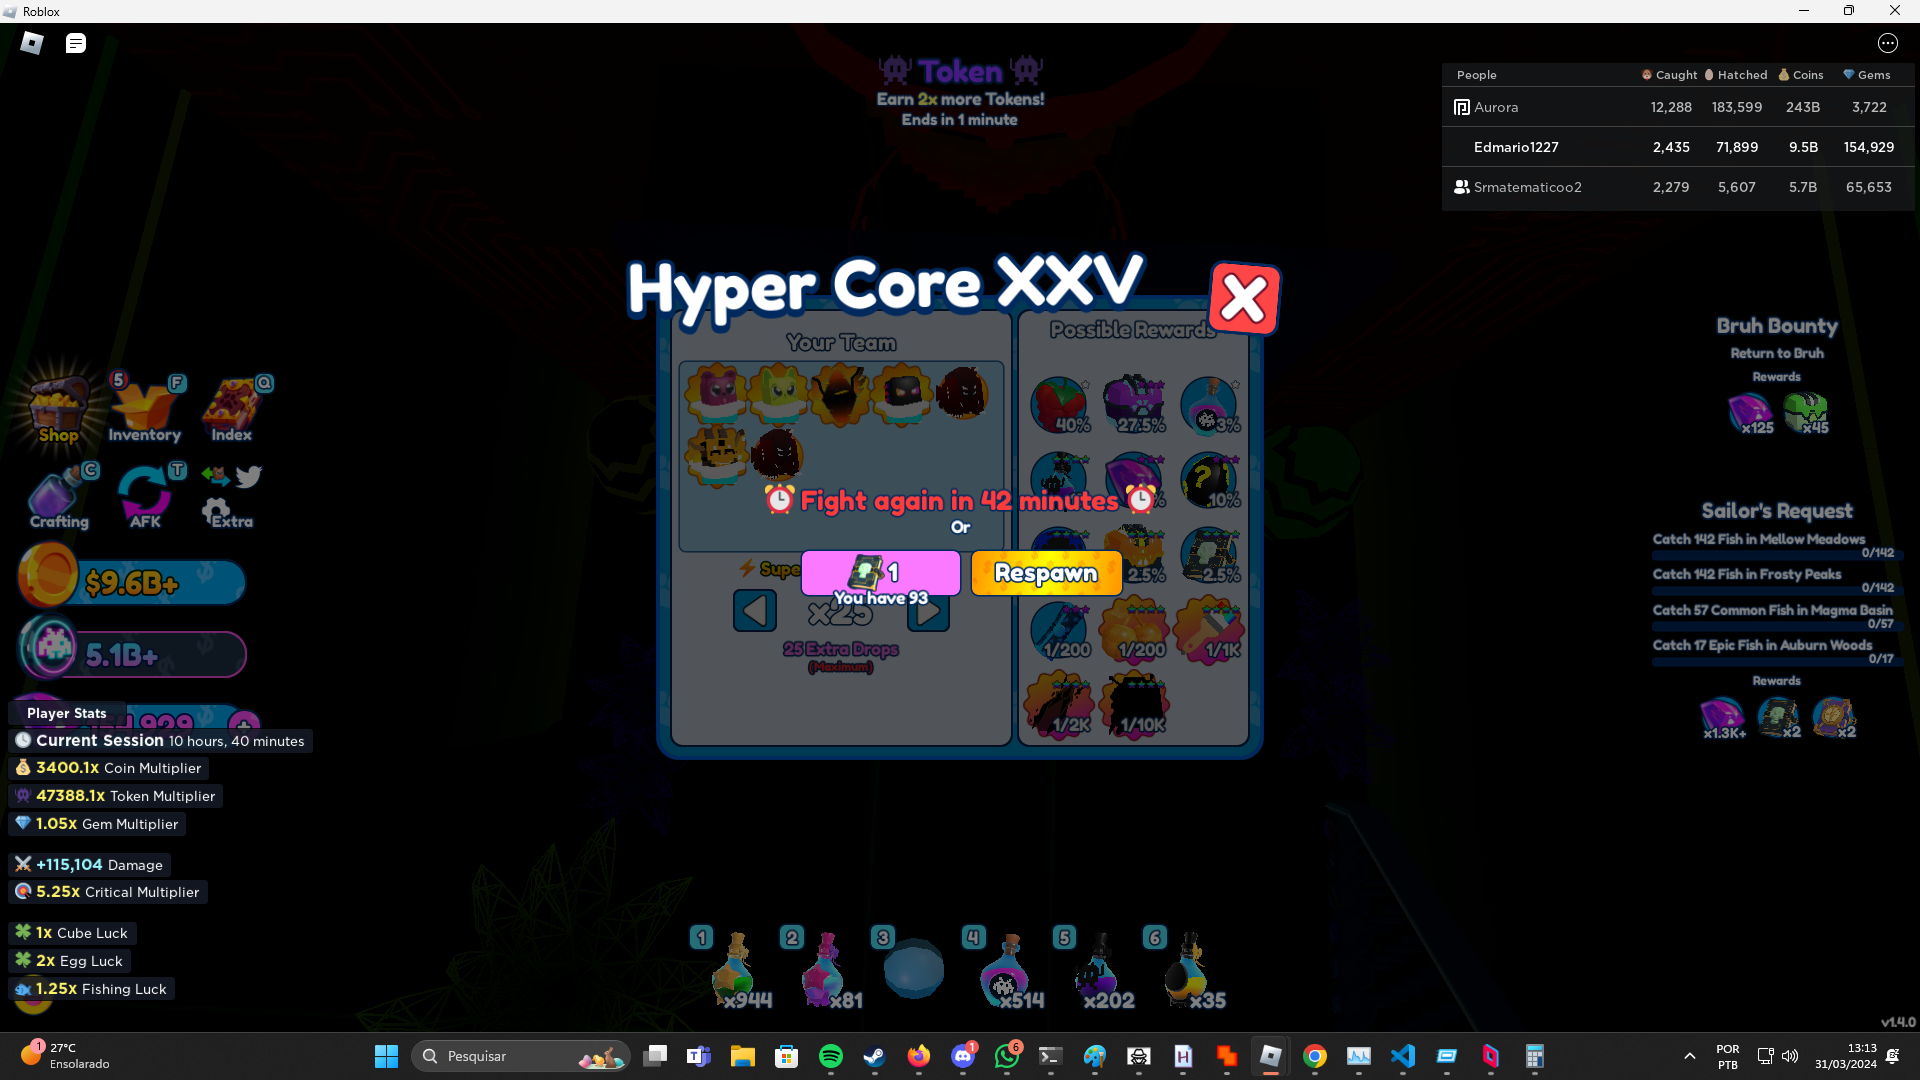 Roblox
Token
Earn 2x more Tokens!
Ends in 1 minute
People Caught Hatched Coins Gems
Aurora 12,288 183,599 243B 3,722
Edmario1227 2,435 71,899 9.5B 154,929
Srmatematicoo2 2,279 5,607 5.7B 65,653
Hyper Core XXV
Your Team
Possible Rewards
40% 27.5% 3%
10%
2.5% 2.5%
1/200 1/200 1/1K
1/2K 1/10K
Fight again in 42 minutes
Or
1
You have 93
Respawn
x25
25 Extra Drops
(Maximum)
Bruh Bounty
Return to Bruh
Rewards
x125 x45
Sailor's Request
Catch 142 Fish in Mellow Meadows
0/142
Catch 142 Fish in Frosty Peaks
0/142
Catch 57 Common Fish in Magma Basin
0/57
Catch 17 Epic Fish in Auburn Woods
0/17
Rewards
x1.3K+ x2 x2
5 F Q
Shop Inventory Index
C T
Crafting AFK Extra
$9.6B+
5.1B+
Player Stats
Current Session 10 hours, 40 minutes
3400.1x Coin Multiplier
47388.1x Token Multiplier
1.05x Gem Multiplier
+115,104 Damage
5.25x Critical Multiplier
1x Cube Luck
2x Egg Luck
1.25x Fishing Luck
1 2 3 4 5 6
x944 x81 x514 x202 x35
v1.4.0
1
27°C
Ensolarado
Pesquisar
1
6
POR
PTB
13:13
31/03/2024